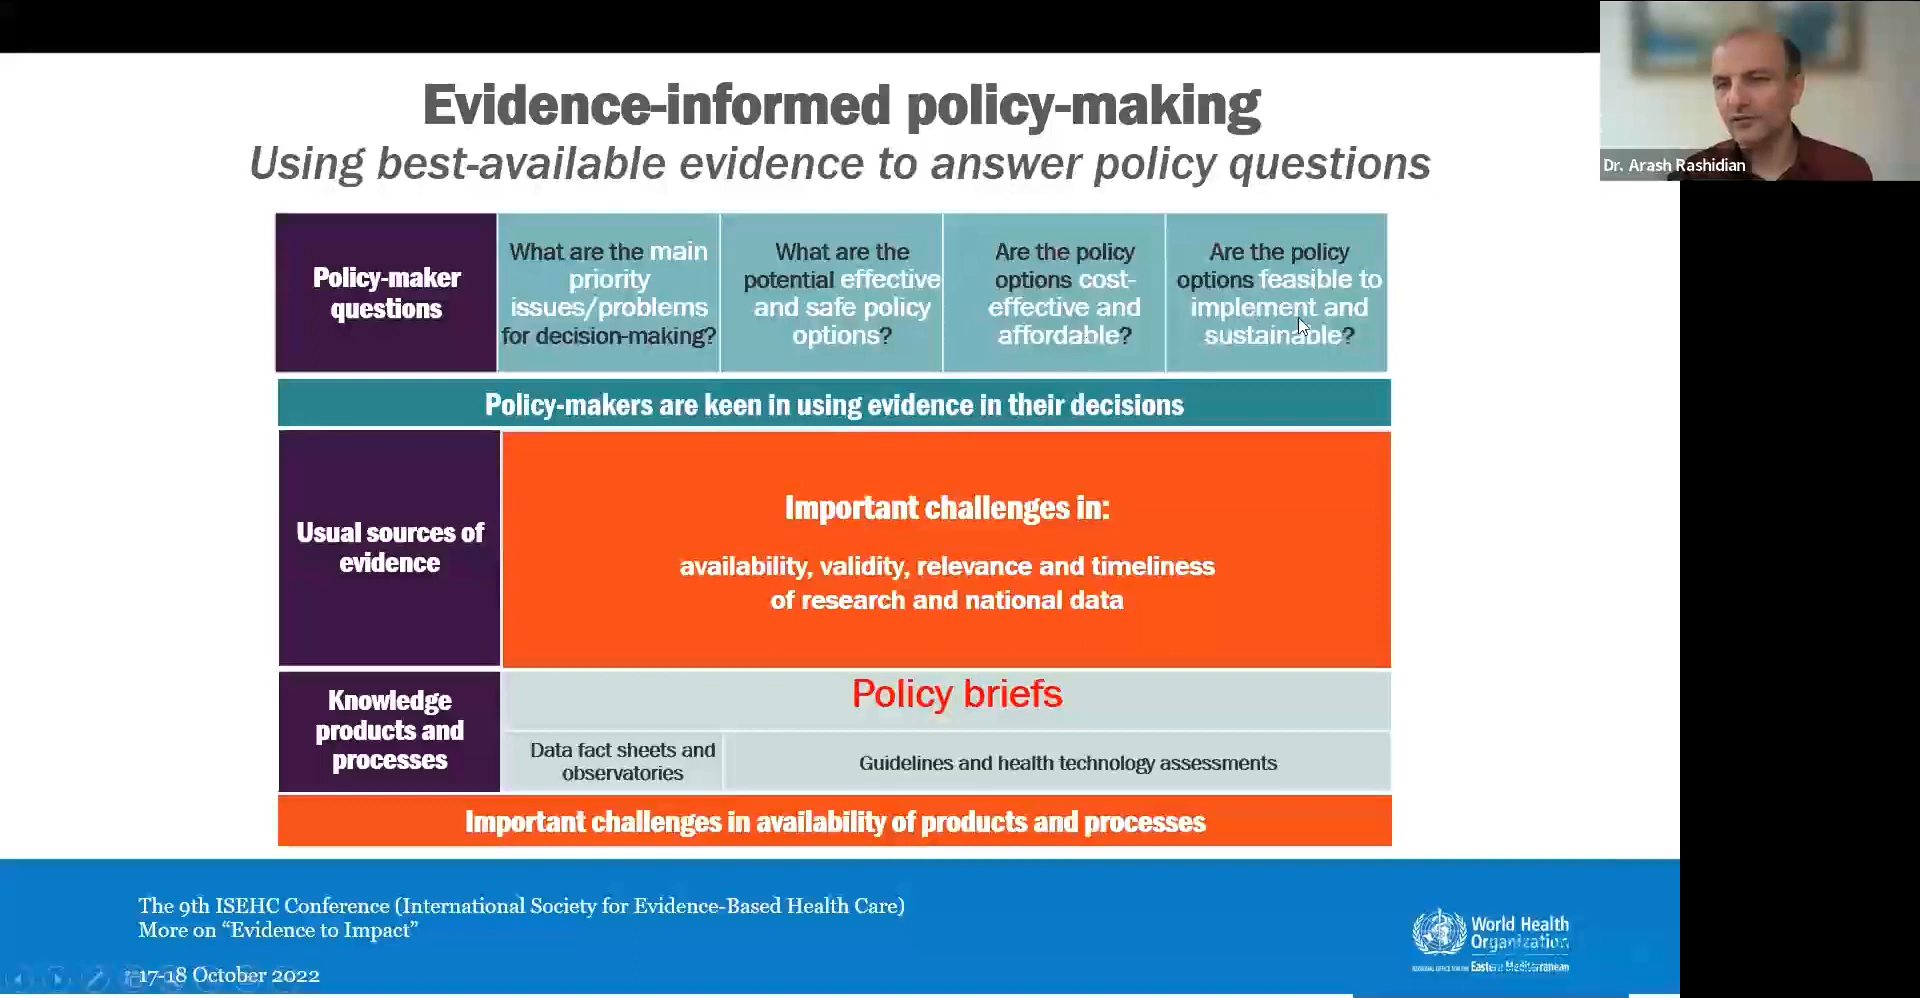 Evidence-informed policy-making
Using best-available evidence to answer policy questions
Dr. Arash Rashidian
Policy-maker
questions
What are the main
priority
issues/problems
for decision-making?
What are the
potential effective
and safe policy
options?
Are the policy
options cost-
effective and
affordable?
Are the policy
options feasible to
implement and
sustainable?
Policy-makers are keen in using evidence in their decisions
Usual sources of
evidence
Important challenges in:
availability, validity, relevance and timeliness
of research and national data
Knowledge
products and
processes
Policy briefs
Data fact sheets and
observatories
Guidelines and health technology assessments
Important challenges in availability of products and processes
The 9th ISEHC Conference (International Society for Evidence-Based Health Care)
More on “Evidence to Impact”
17-18 October 2022
World Health
Organization
REGIONAL OFFICE FOR THE Eastern Mediterranean